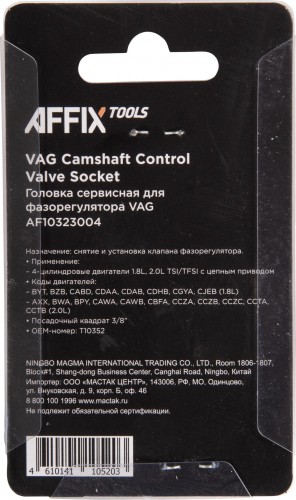 AFFIX TOOLS
VAG Camshaft Control
Valve Socket
Головка сервисная для
фазорегулятора VAG
AF10323004
Назначение: снятие и установка клапана фазорегулятора.
• Применение:
– 4-цилиндровые двигатели 1.8L, 2.0L TSI/TFSI с цепным приводом
• Коды двигателей:
– BYT, BZB, CABD, CDAA, CDAB, CDHB, CGYA, CJEB (1.8L)
– AXX, BWA, BPY, CAWA, CAWB, CBFA, CCZA, CCZB, CCZC, CCTA,
CCTB (2.0L)
• Посадочный квадрат 3/8"
• OEM-номер: T10352
NINGBO MAGMA INTERNATIONAL TRADING CO., LTD., Room 1806-1807,
Block#1, Shang-dong Business Center, Canghai Road, Ningbo, Китай
Импортер: ООО «МАСТАК ЦЕНТР», 143006, РФ, МО, Одинцово,
ул. Внуковская, д. 9, корп. Б, оф. 46
8 800 100 1996 www.mactak.ru
Не подлежит обязательной сертификации.
4 610141 105203